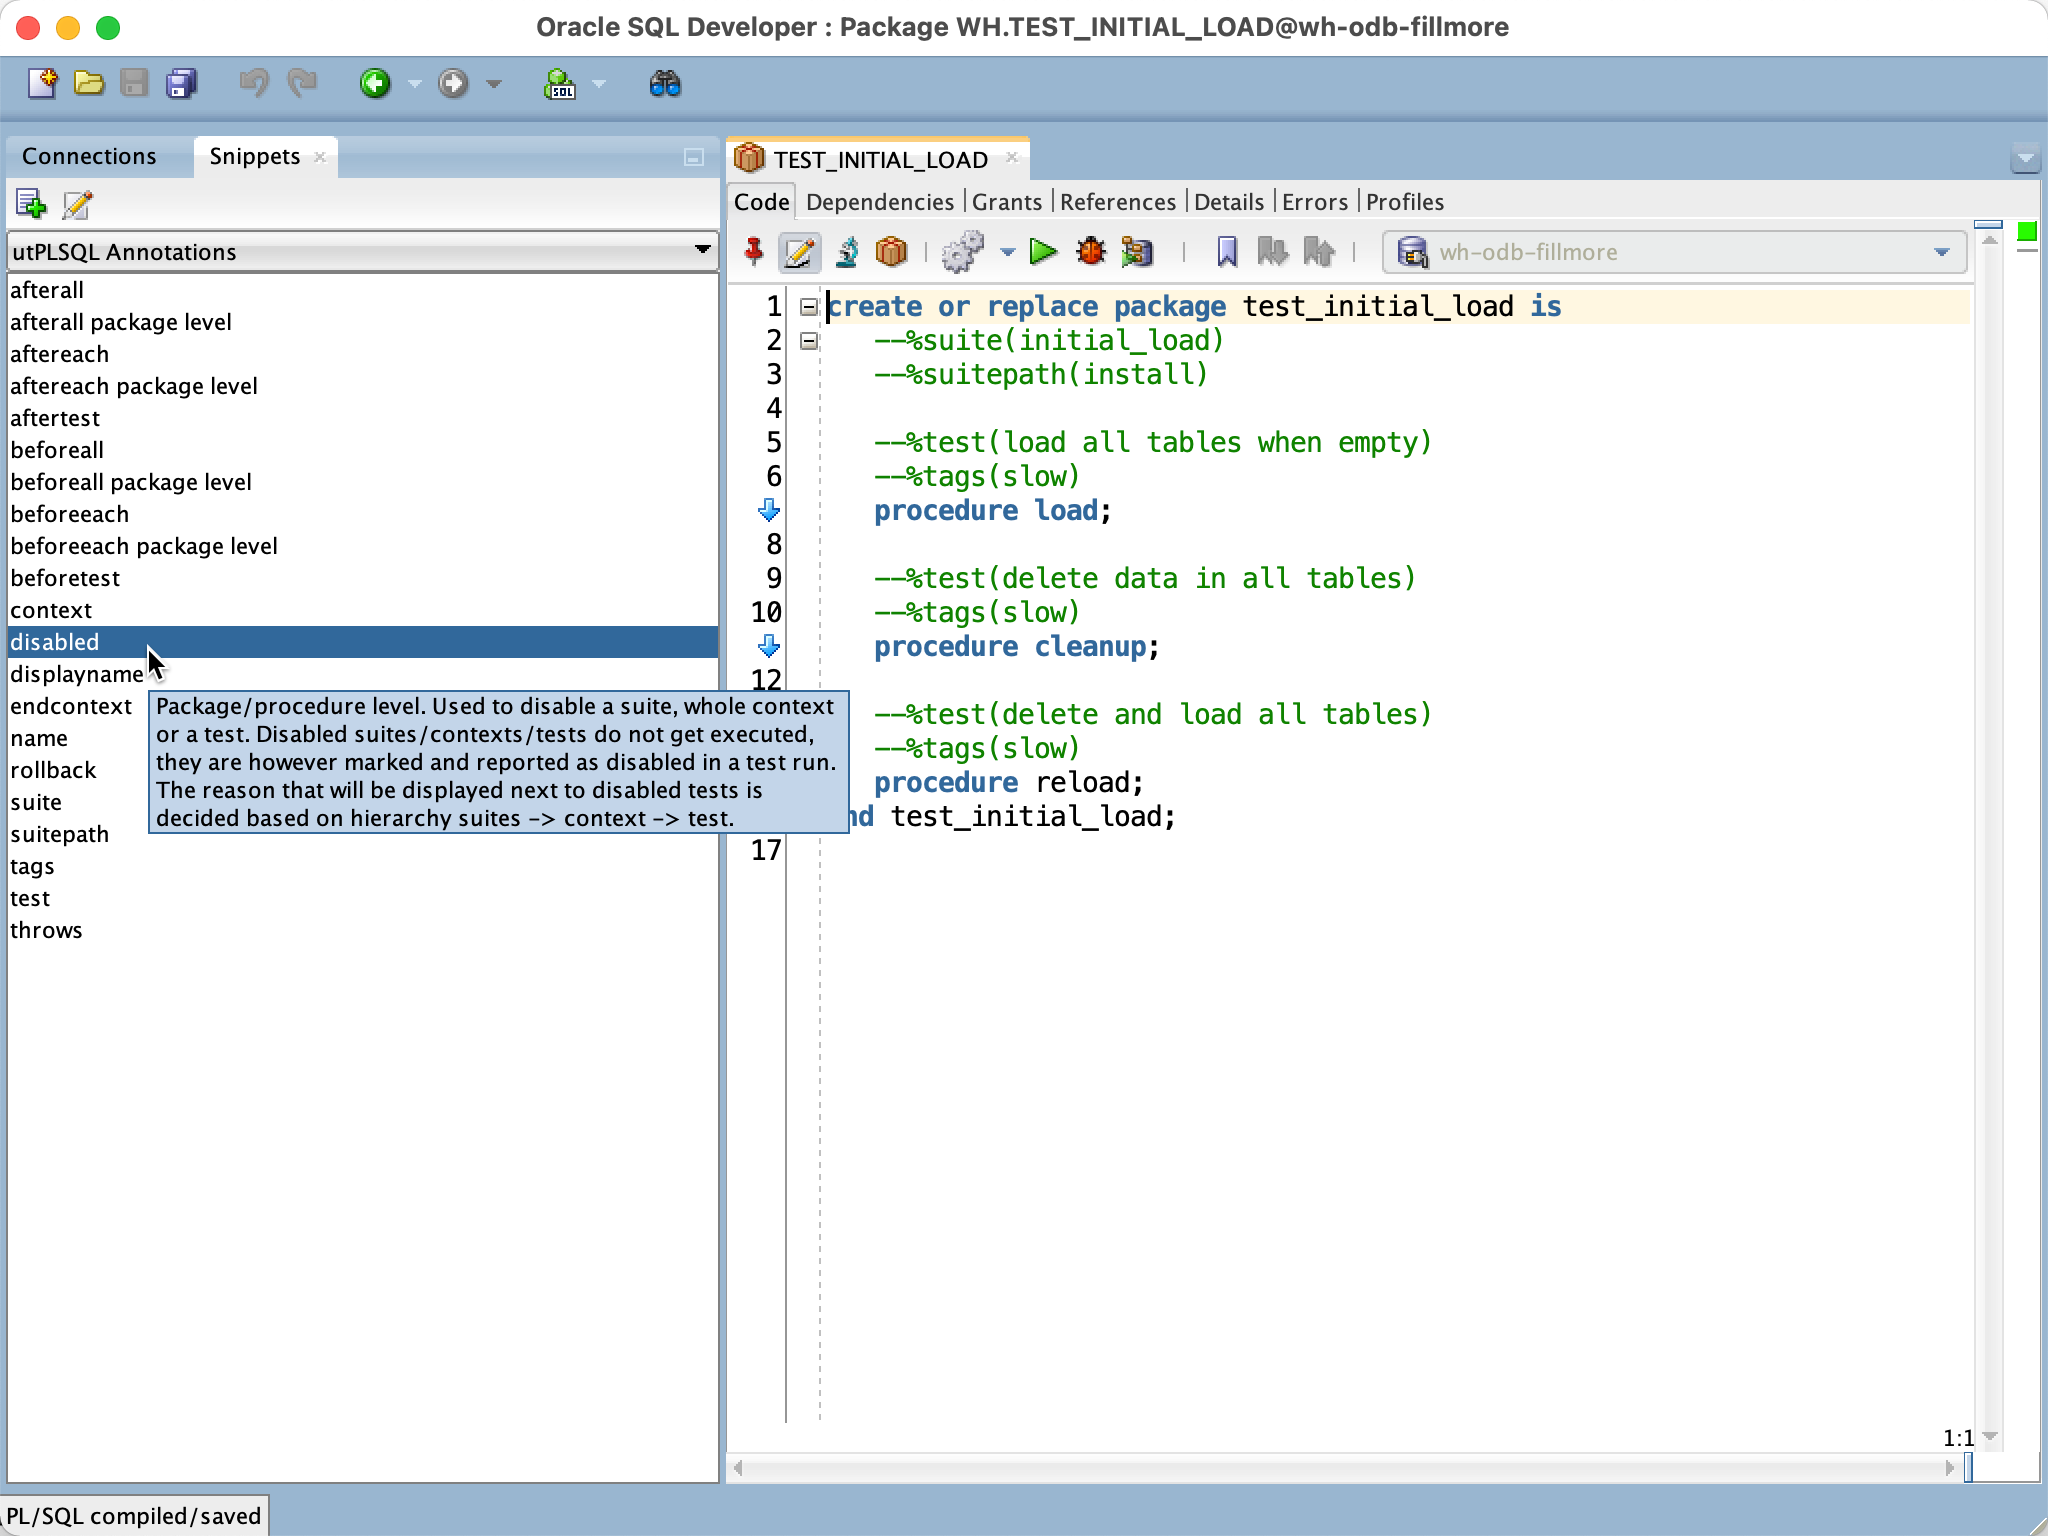 Oracle SQL Developer : Package WH.TEST_INITIAL_LOAD@wh-odb-fillmore
SQL
Connections
Snippets
utPLSQL Annotations
afterall
afterall package level
aftereach
aftereach package level
aftertest
beforeall
beforeall package level
beforeeach
beforeeach package level
beforetest
context
disabled
displayname
endcontext
name
rollback
suite
suitepath
tags
test
throws
Package/procedure level. Used to disable a suite, whole context
or a test. Disabled suites/contexts/tests do not get executed,
they are however marked and reported as disabled in a test run.
The reason that will be displayed next to disabled tests is
decided based on hierarchy suites -> context -> test.
TEST_INITIAL_LOAD
Code Dependencies |Grants |References |Details |Errors |Profiles
wh-odb-fillmore
1 create or replace package test_initial_load is
2 --%suite(initial_load)
3 --%suitepath(install)
4
5 --%test(load all tables when empty)
6 --%tags(slow)
procedure load;
8
9 --%test(delete data in all tables)
10 --%tags(slow)
procedure cleanup;
12
--%test(delete and load all tables)
--%tags(slow)
procedure reload;
nd test_initial_load;
17
1:1
PL/SQL compiled/saved